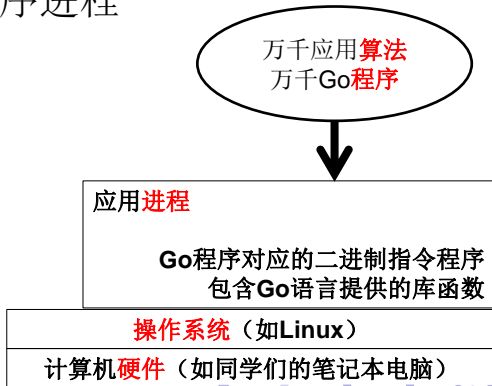 序进程
万千应用算法
万千Go程序
应用进程
Go程序对应的二进制指令程序
包含Go语言提供的库函数
操作系统（如Linux）
计算机硬件（如同学们的笔记本电脑）